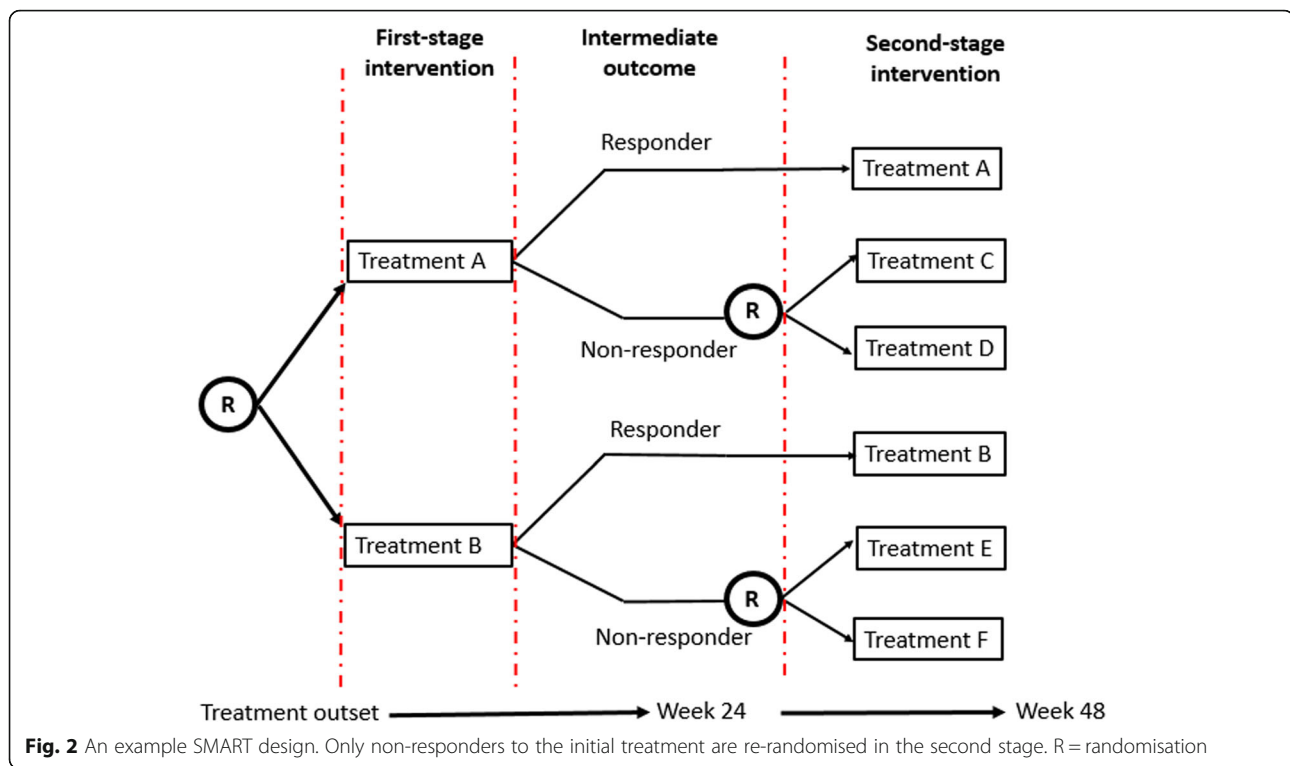 First-stage
intervention
Intermediate
outcome
Second-stage
intervention
Responder
Treatment A
Treatment A
Treatment C
R
Non-responder
Treatment D
R
Responder
Treatment B
Treatment B
Treatment E
R
Non-responder
Treatment F
Treatment outset
Week 24
Week 48
Fig. 2 An example SMART design. Only non-responders to the initial treatment are re-randomised in the second stage. R = randomisation